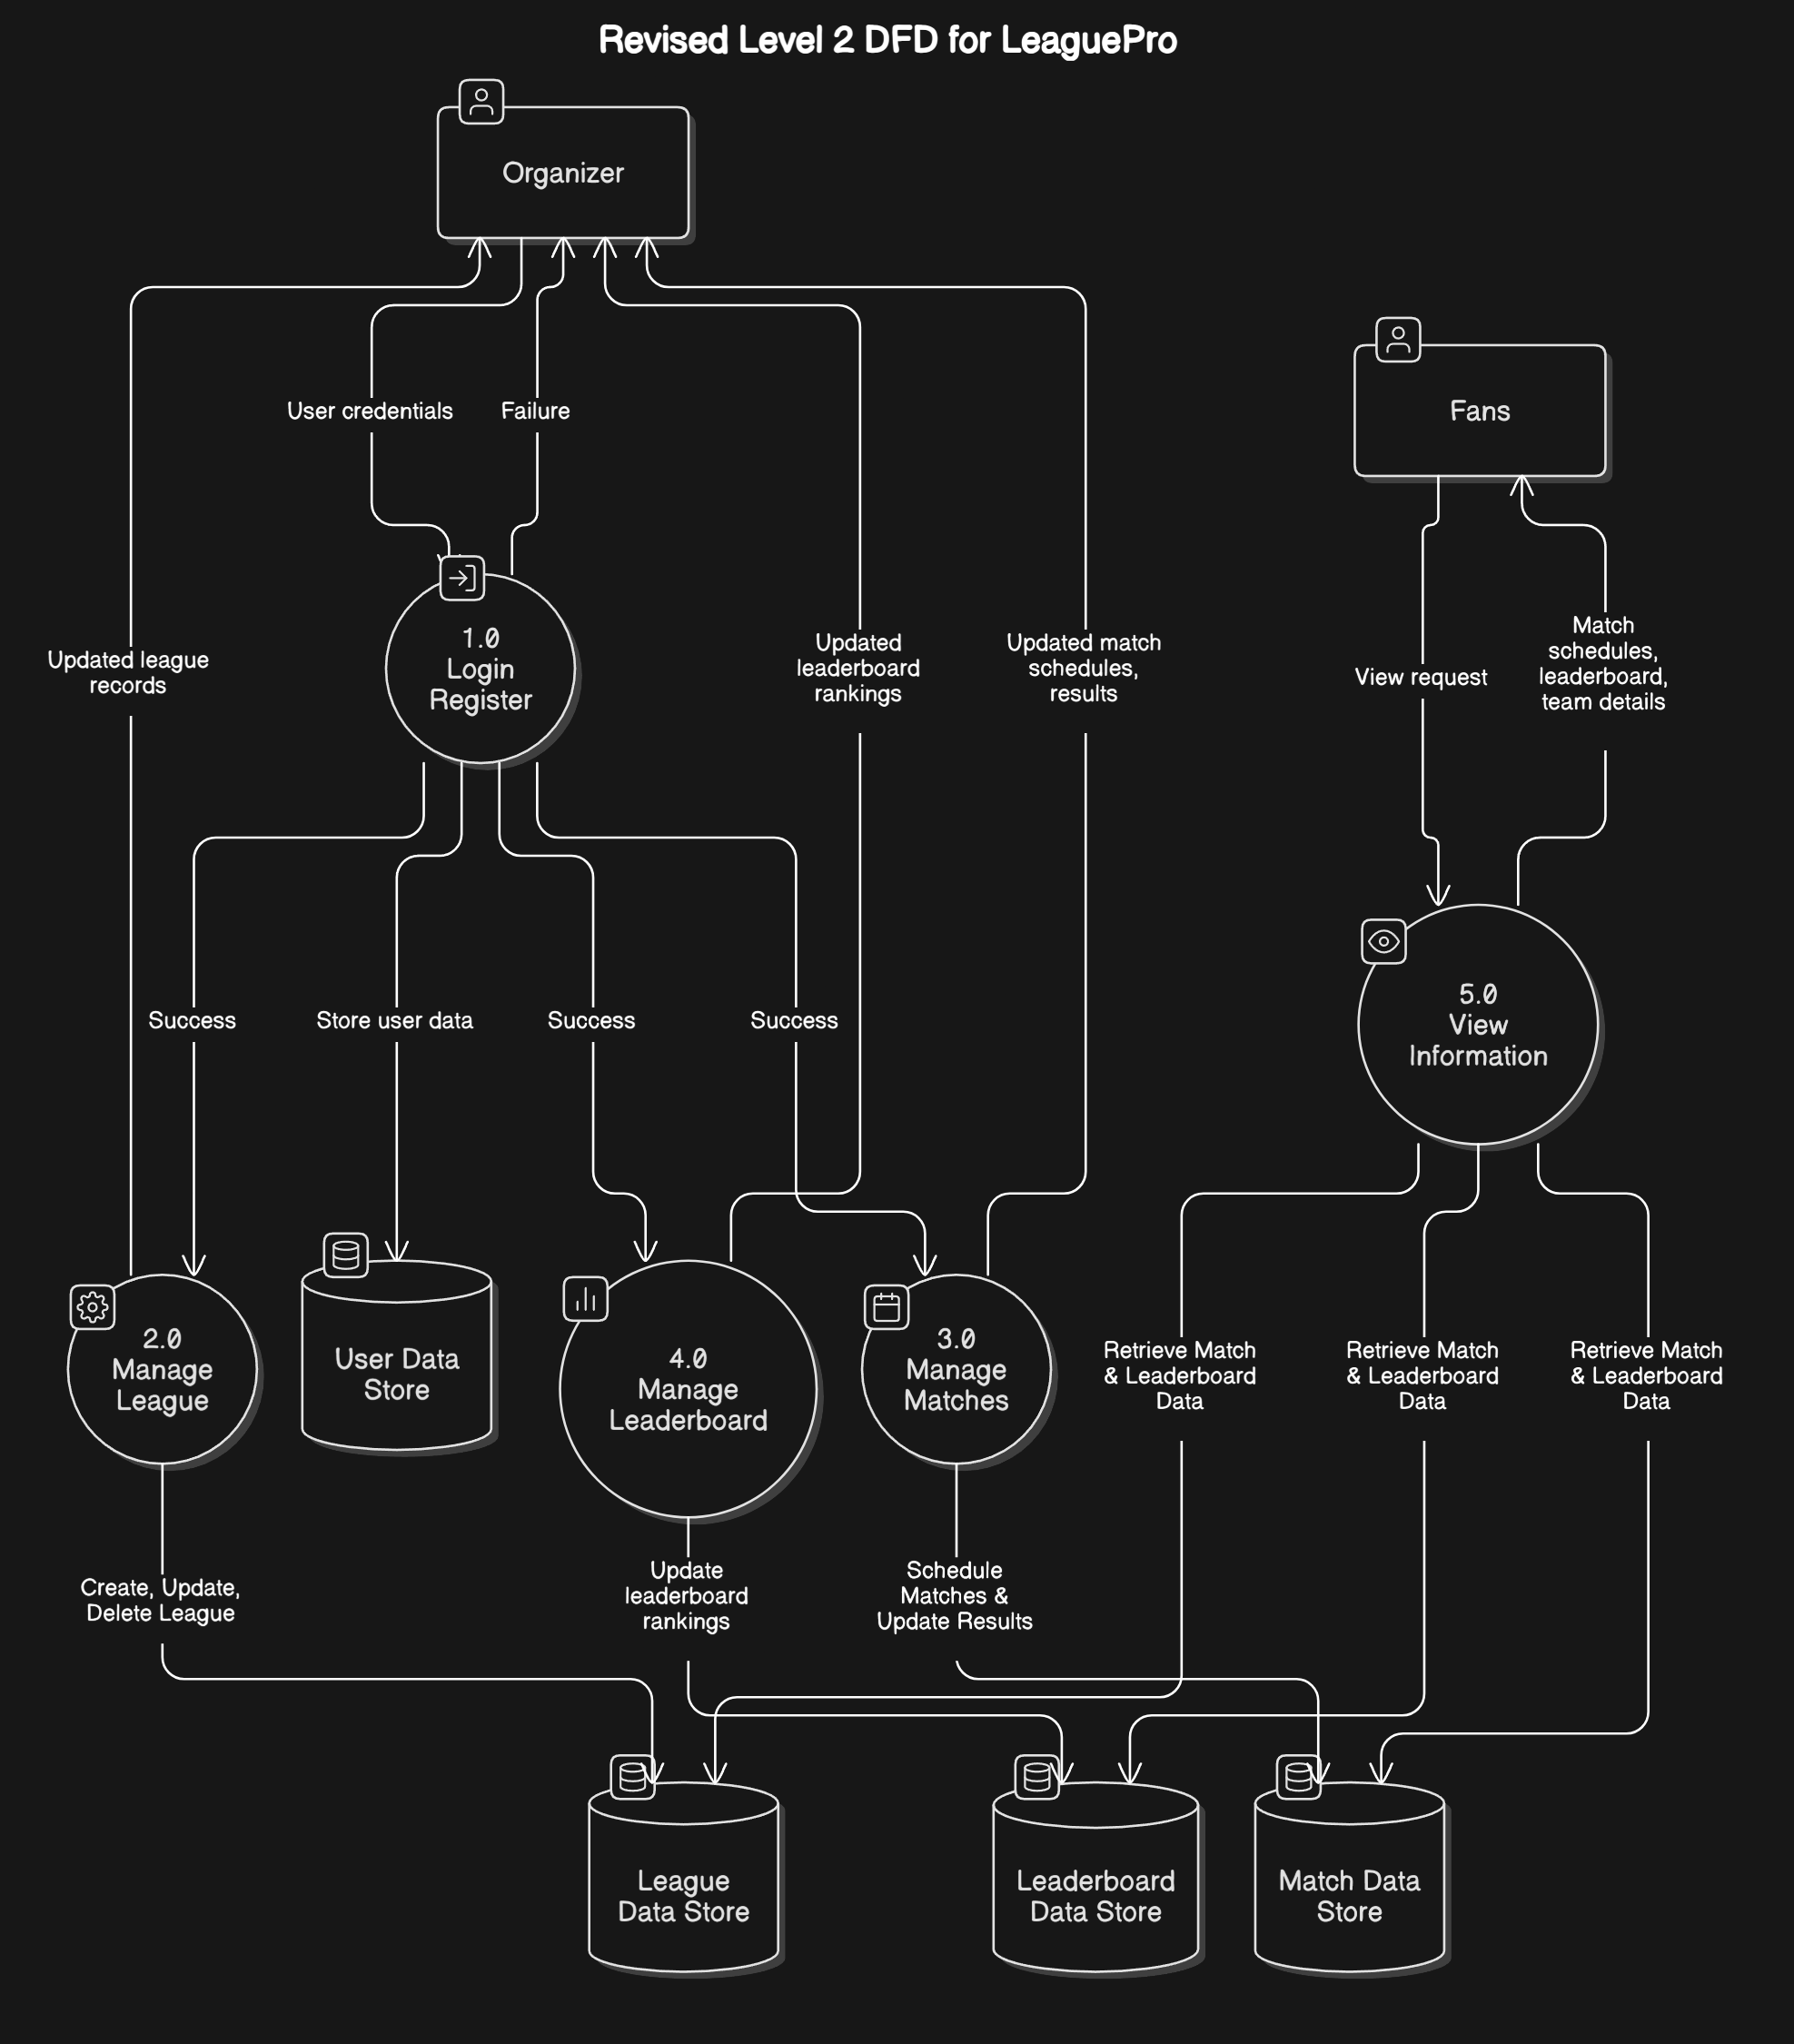 Revised Level 2 DFD for LeaguePro
Organizer
Fans
User credentials
Failure
1.0
Login
Register
Updated league
records
Updated
leaderboard
rankings
Updated match
schedules,
results
View request
Match
schedules,
leaderboard,
team details
Success
Store user data
Success
Success
5.0
View
Information
2.0
Manage
League
User Data
Store
4.0
Manage
Leaderboard
3.0
Manage
Matches
Retrieve Match
& Leaderboard
Data
Retrieve Match
& Leaderboard
Data
Retrieve Match
& Leaderboard
Data
Create, Update,
Delete League
Update
leaderboard
rankings
Schedule
Matches &
Update Results
League
Data Store
Leaderboard
Data Store
Match Data
Store